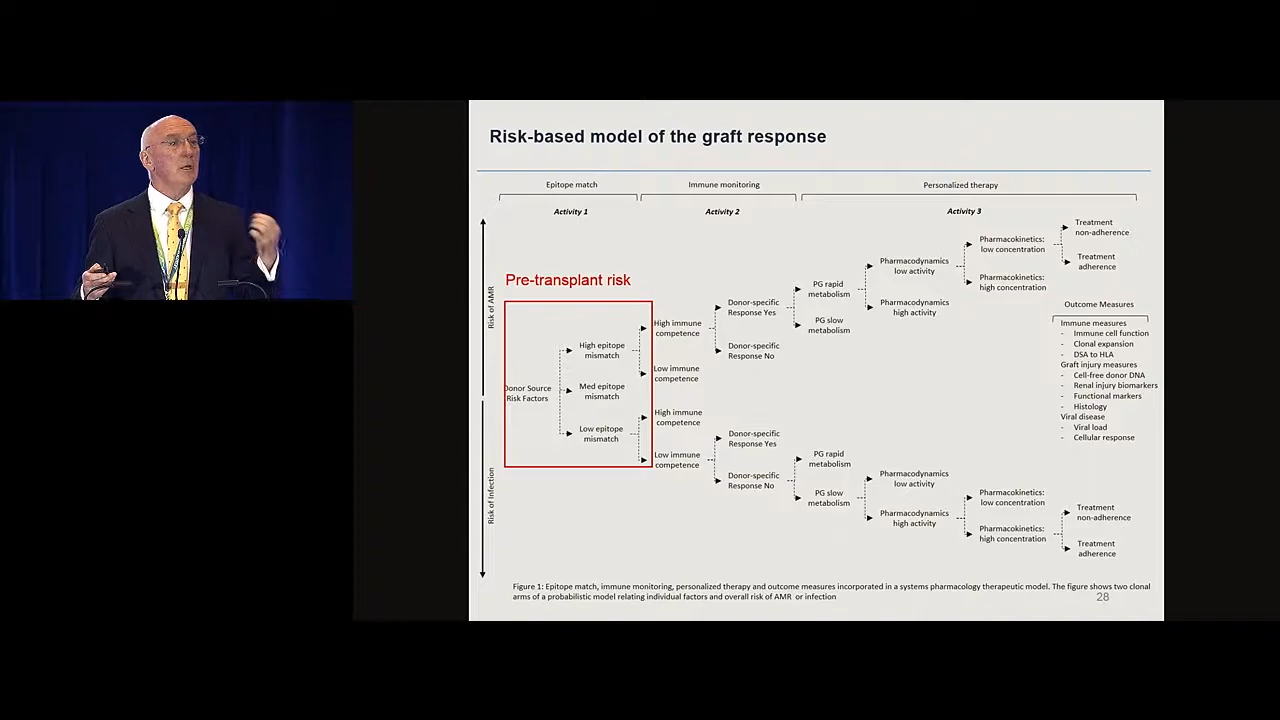 Risk-based model of the graft response
Epitope match
Immune monitoring
Personalized therapy
Activity 1
Activity 2
Activity 3
Risk of AMR
Risk of Infection
Pre-transplant risk
Donor Source
Risk Factors
High epitope
mismatch
Med epitope
mismatch
Low epitope
mismatch
High immune
competence
Low immune
competence
High immune
competence
Low immune
competence
Donor-specific
Response Yes
Donor-specific
Response No
Donor-specific
Response Yes
Donor-specific
Response No
PG rapid
metabolism
PG slow
metabolism
PG rapid
metabolism
PG slow
metabolism
Pharmacodynamics
low activity
Pharmacodynamics
high activity
Pharmacodynamics
low activity
Pharmacodynamics
high activity
Pharmacokinetics:
low concentration
Pharmacokinetics:
high concentration
Pharmacokinetics:
low concentration
Pharmacokinetics:
high concentration
Treatment
non-adherence
Treatment
adherence
Treatment
non-adherence
Treatment
adherence
Outcome Measures
Immune measures
- Immune cell function
- Clonal expansion
- DSA to HLA
Graft injury measures
- Cell-free donor DNA
- Renal injury biomarkers
- Functional markers
- Histology
Viral disease
- Viral load
- Cellular response
Figure 1: Epitope match, immune monitoring, personalized therapy and outcome measures incorporated in a systems pharmacology therapeutic model. The figure shows two clonal
arms of a probabilistic model relating individual factors and overall risk of AMR or infection
28